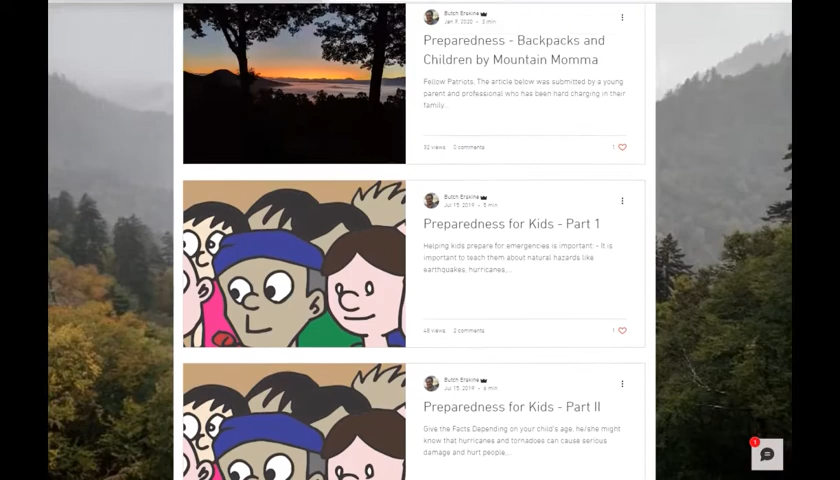 Butch Erskine
Jan 9, 2020 • 3 min
Preparedness - Backpacks and
Children by Mountain Momma
Fellow Patriots: The article below was submitted by a young
parent and professional who has been hard charging in their
family...
32 views 0 comments
1
Butch Erskine
Jul 15, 2019 • 5 min
Preparedness for Kids - Part 1
Helping kids prepare for emergencies is important: - It is
important to teach them about natural hazards like
earthquakes, hurricanes,...
48 views 2 comments
1
Butch Erskine
Jul 15, 2019 • 6 min
Preparedness for Kids - Part II
Give the Facts Depending on your child's age, he/she might
know that hurricanes and tornadoes can cause serious
damage and hurt people,...
1